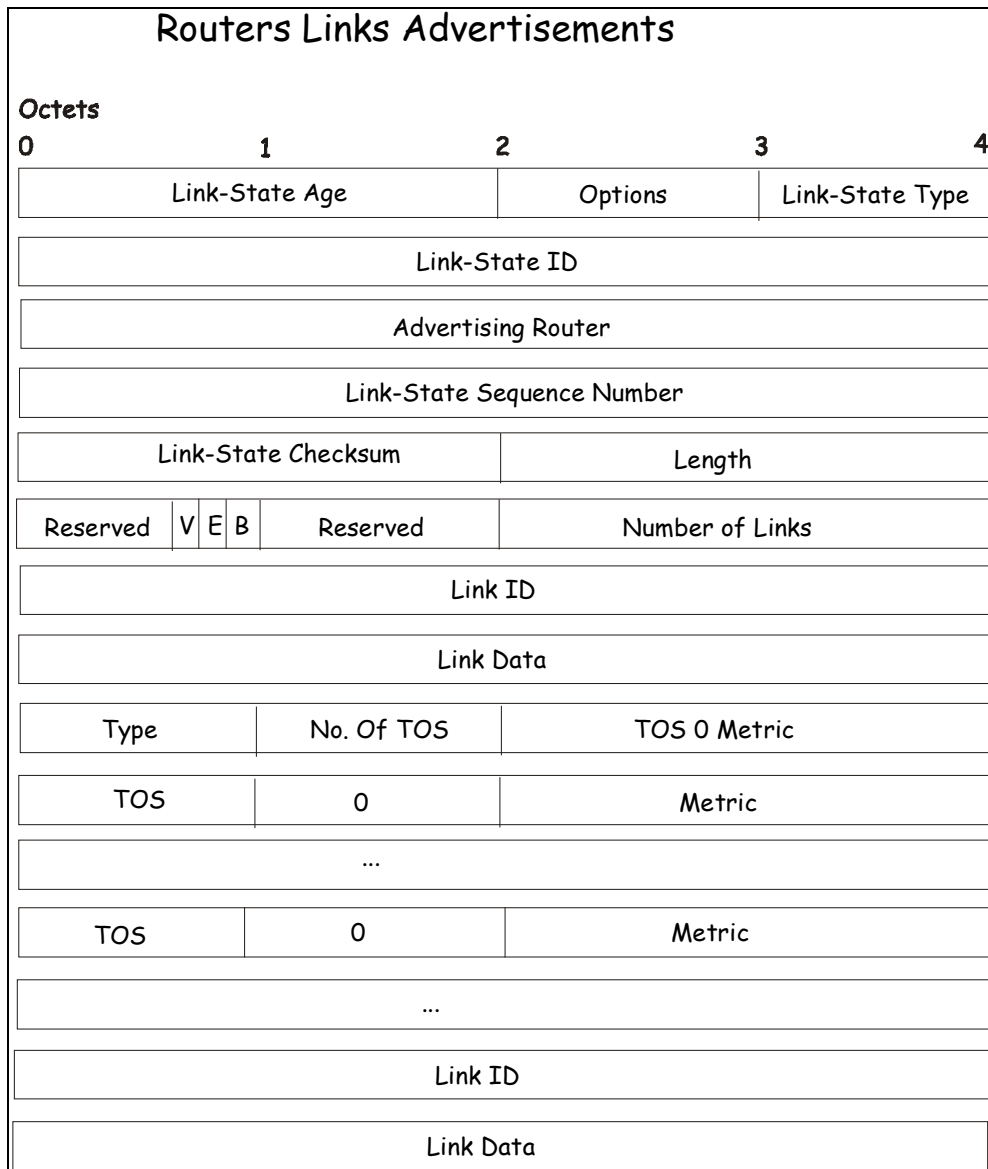 Routers Links Advertisements
Octets
0 1 2 3 4
Link-State Age Options Link-State Type
Link-State ID
Advertising Router
Link-State Sequence Number
Link-State Checksum Length
Reserved V E B Reserved Number of Links
Link ID
Link Data
Type No. Of TOS TOS 0 Metric
TOS 0 Metric
...
TOS 0 Metric
...
Link ID
Link Data